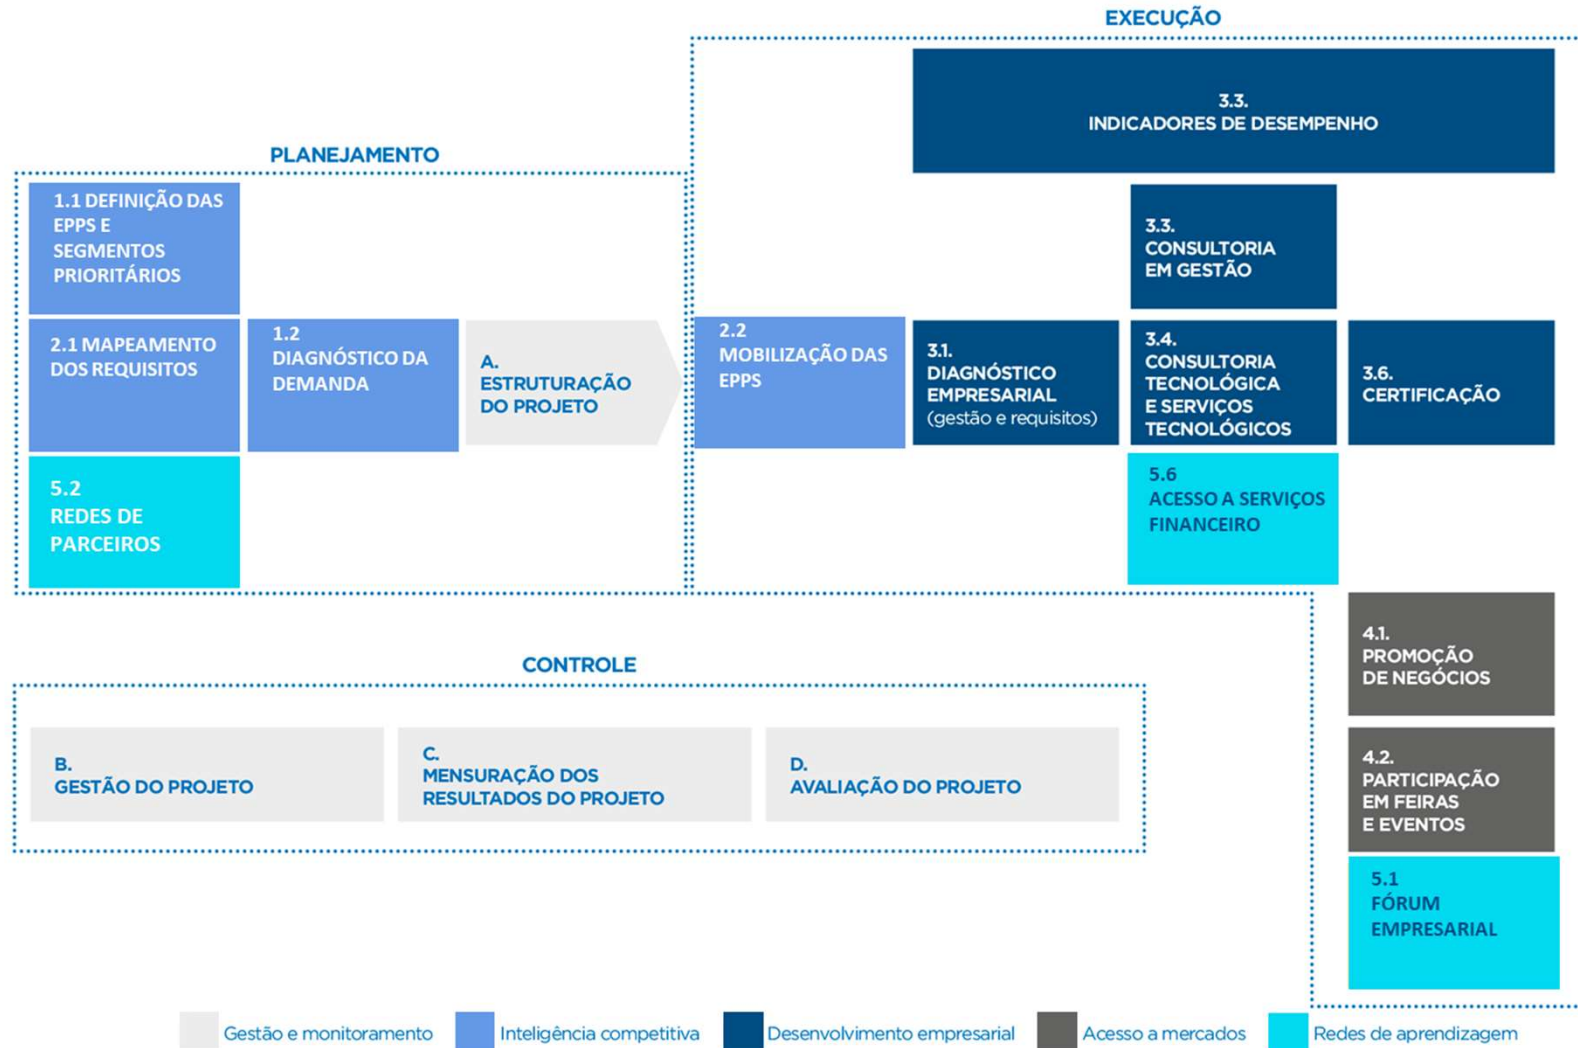 EXECUÇÃO
3.3.
INDICADORES DE DESEMPENHO
PLANEJAMENTO
1.1 DEFINIÇÃO DAS
EPPS E
SEGMENTOS
PRIORITÁRIOS
3.3.
CONSULTORIA
EM GESTÃO
2.1 MAPEAMENTO
DOS REQUISITOS
1.2
DIAGNÓSTICO DA
DEMANDA
A.
ESTRUTURAÇÃO
DO PROJETO
2.2
MOBILIZAÇÃO DAS
EPPS
3.1.
DIAGNÓSTICO
EMPRESARIAL
(gestão e requisitos)
3.4.
CONSULTORIA
TECNOLÓGICA
E SERVIÇOS
TECNOLÓGICOS
3.6.
CERTIFICAÇÃO
5.2
REDES DE
PARCEIROS
5.6
ACESSO A SERVIÇOS
FINANCEIRO
4.1.
PROMOÇÃO
DE NEGÓCIOS
CONTROLE
B.
GESTÃO DO PROJETO
C.
MENSURAÇÃO DOS
RESULTADOS DO PROJETO
D.
AVALIAÇÃO DO PROJETO
4.2.
PARTICIPAÇÃO
EM FEIRAS
E EVENTOS
5.1
FÓRUM
EMPRESARIAL
Gestão e monitoramento
Inteligência competitiva
Desenvolvimento empresarial
Acesso a mercados
Redes de aprendizagem